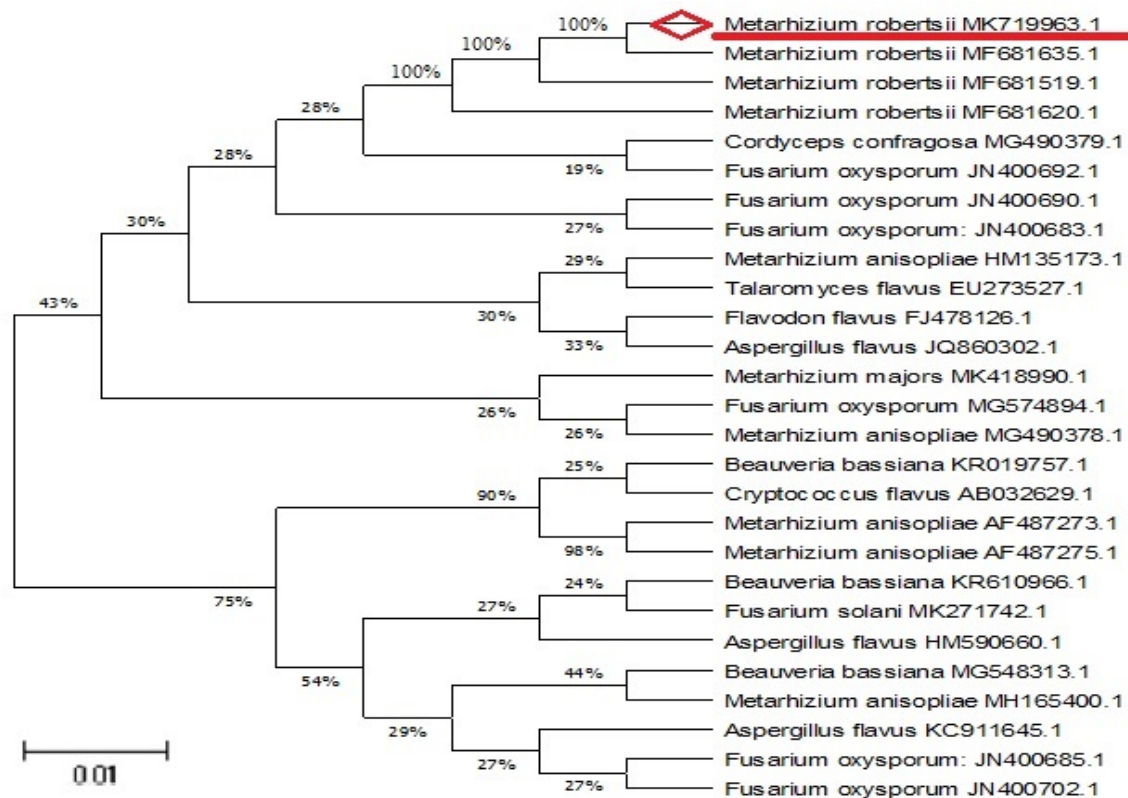 100% Metarhizium robertsii MK719963.1
100% Metarhizium robertsii MF681635.1
100% Metarhizium robertsii MF681519.1
28% Metarhizium robertsii MF681620.1
28% Cordyceps confragosa MG490379.1
19% Fusarium oxysporum JN400692.1
30% Fusarium oxysporum JN400690.1
27% Fusarium oxysporum: JN400683.1
29% Metarhizium anisopliae HM135173.1
Talaromyces flavus EU273527.1
43% 30% Flavodon flavus FJ478126.1
33% Aspergillus flavus JQ860302.1
Metarhizium majors MK418990.1
26% Fusarium oxysporum MG574894.1
26% Metarhizium anisopliae MG490378.1
25% Beauveria bassiana KR019757.1
90% Cryptococcus flavus AB032629.1
Metarhizium anisopliae AF487273.1
98% Metarhizium anisopliae AF487275.1
24% Beauveria bassiana KR610966.1
75% 27% Fusarium solani MK271742.1
Aspergillus flavus HM590660.1
54% 44% Beauveria bassiana MG548313.1
Metarhizium anisopliae MH165400.1
29% Aspergillus flavus KC911645.1
27% Fusarium oxysporum: JN400685.1
27% Fusarium oxysporum JN400702.1
0.01